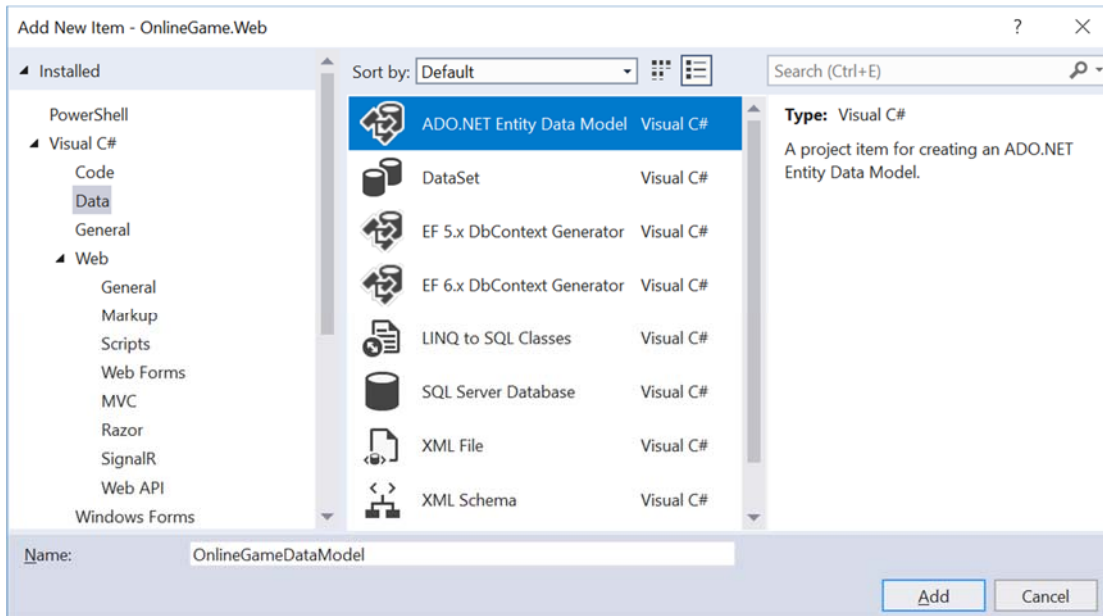 Add New Item - OnlineGame.Web
?
Installed
PowerShell
Visual C#
Code
Data
General
Web
General
Markup
Scripts
Web Forms
MVC
Razor
SignalR
Web API
Windows Forms
Sort by: Default
ADO.NET Entity Data Model Visual C#
DataSet Visual C#
EF 5.x DbContext Generator Visual C#
EF 6.x DbContext Generator Visual C#
LINQ to SQL Classes Visual C#
SQL Server Database Visual C#
XML File Visual C#
XML Schema Visual C#
Search (Ctrl+E)
Type: Visual C#
A project item for creating an ADO.NET
Entity Data Model.
Name: OnlineGameDataModel
Add Cancel